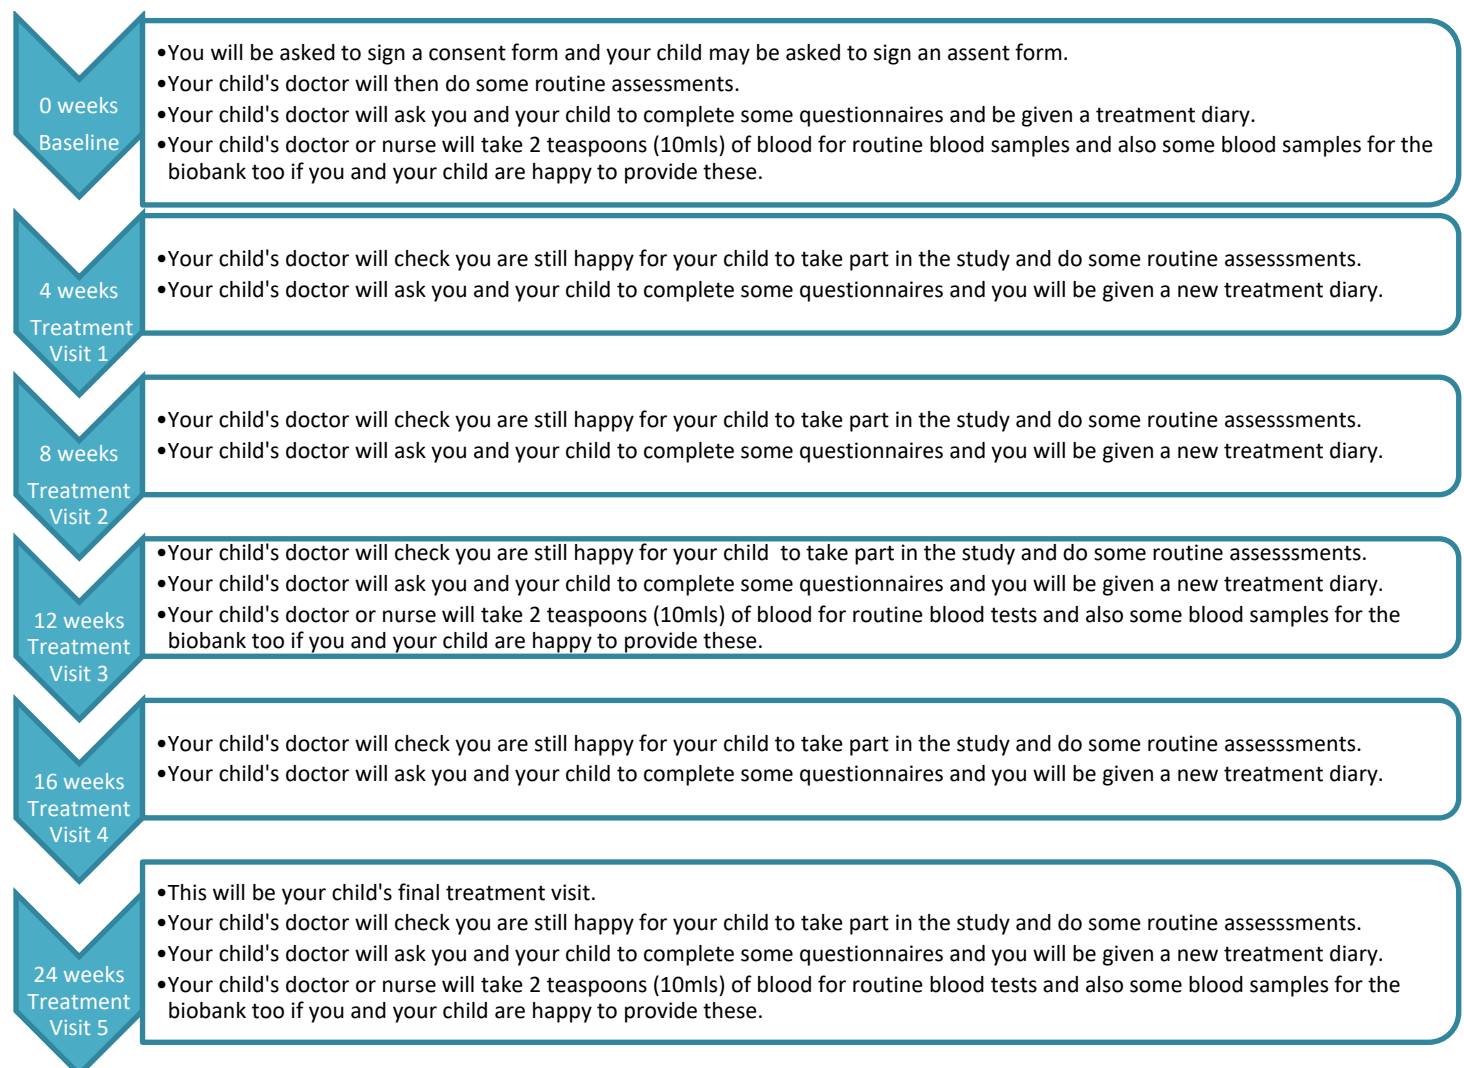 0 weeks
Baseline
•You will be asked to sign a consent form and your child may be asked to sign an assent form.
•Your child's doctor will then do some routine assessments.
•Your child's doctor will ask you and your child to complete some questionnaires and be given a treatment diary.
•Your child's doctor or nurse will take 2 teaspoons (10mls) of blood for routine blood samples and also some blood samples for the
biobank too if you and your child are happy to provide these.
4 weeks
Treatment
Visit 1
•Your child's doctor will check you are still happy for your child to take part in the study and do some routine assesssments.
•Your child's doctor will ask you and your child to complete some questionnaires and you will be given a new treatment diary.
8 weeks
Treatment
Visit 2
•Your child's doctor will check you are still happy for your child to take part in the study and do some routine assesssments.
•Your child's doctor will ask you and your child to complete some questionnaires and you will be given a new treatment diary.
12 weeks
Treatment
Visit 3
•Your child's doctor will check you are still happy for your child  to take part in the study and do some routine assesssments.
•Your child's doctor will ask you and your child to complete some questionnaires and you will be given a new treatment diary.
•Your child's doctor or nurse will take 2 teaspoons (10mls) of blood for routine blood tests and also some blood samples for the
biobank too if you and your child are happy to provide these.
16 weeks
Treatment
Visit 4
•Your child's doctor will check you are still happy for your child to take part in the study and do some routine assesssments.
•Your child's doctor will ask you and your child to complete some questionnaires and you will be given a new treatment diary.
24 weeks
Treatment
Visit 5
•This will be your child's final treatment visit.
•Your child's doctor will check you are still happy for your child to take part in the study and do some routine assesssments.
•Your child's doctor will ask you and your child to complete some questionnaires and you will be given a new treatment diary.
•Your child's doctor or nurse will take 2 teaspoons (10mls) of blood for routine blood tests and also some blood samples for the
biobank too if you and your child are happy to provide these.